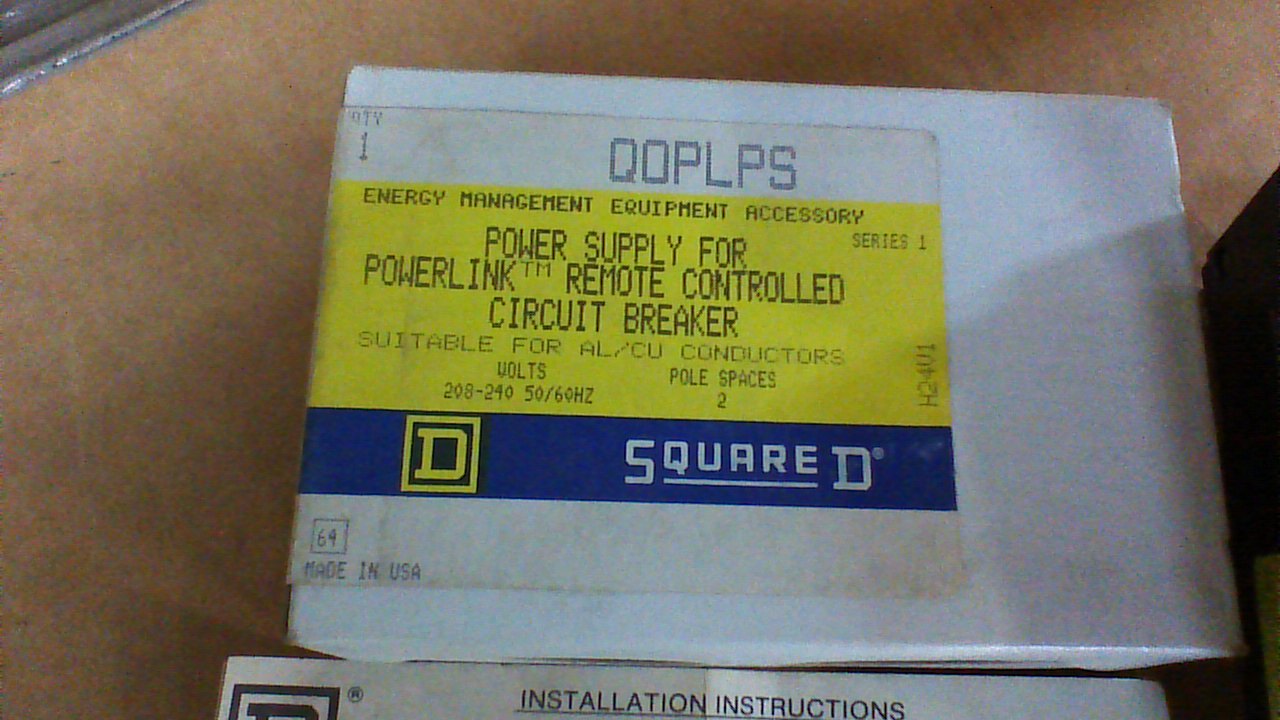 QTY
1
QOPLPS
ENERGY MANAGEMENT EQUIPMENT ACCESSORY
SERIES 1
POWER SUPPLY FOR
POWERLINK™ REMOTE CONTROLLED
CIRCUIT BREAKER
SUITABLE FOR AL/CU CONDUCTORS
VOLTS
208-240 50/60HZ
POLE SPACES
2
H24V1
D
SQUARE D®
64
MADE IN USA
D ®
INSTALLATION INSTRUCTIONS